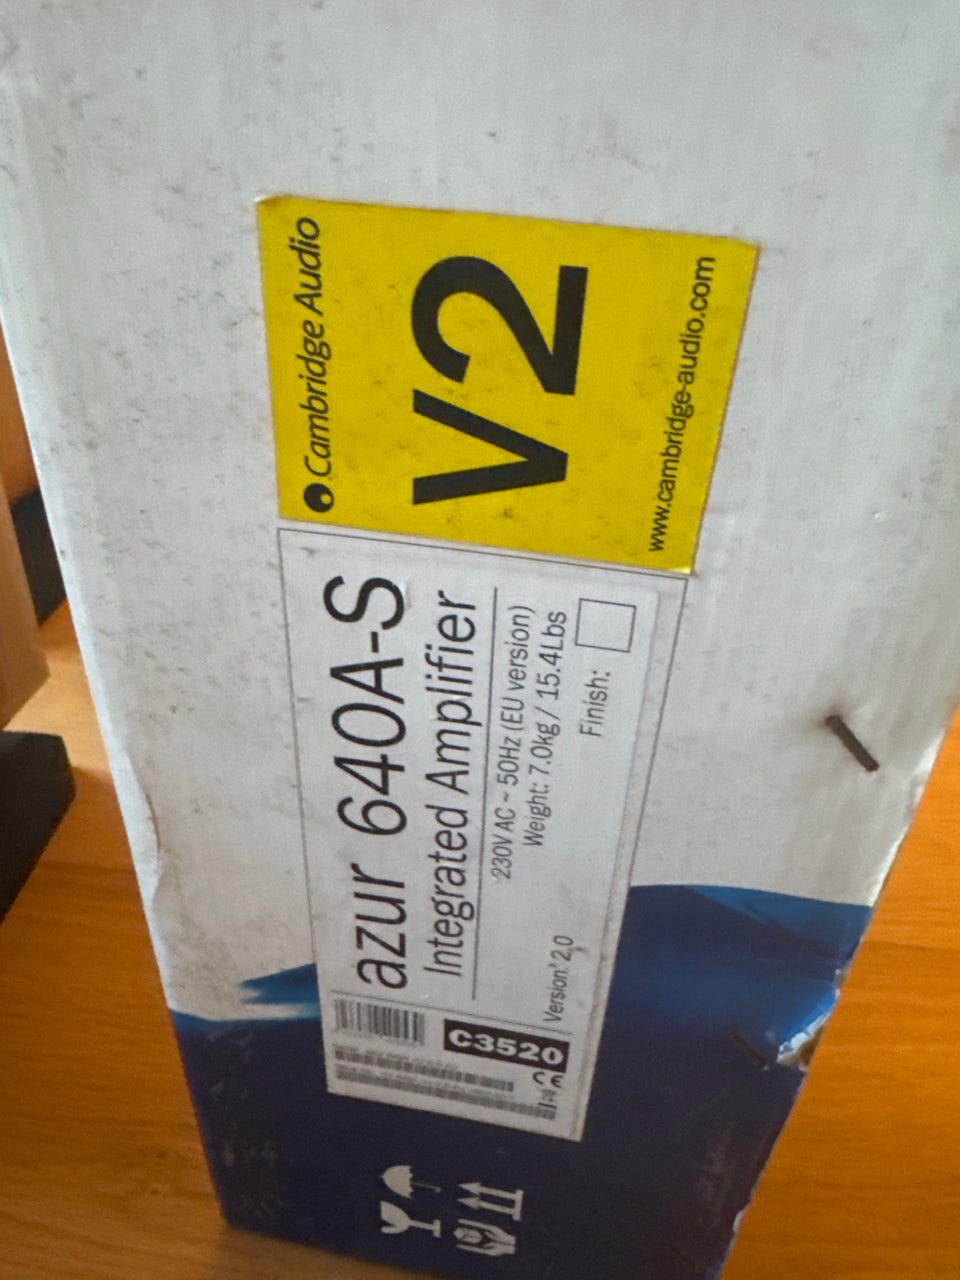 Cambridge Audio
V2
www.cambridge-audio.com
azur 640A-S
Integrated Amplifier
230V AC ~ 50Hz (EU version)
Weight: 7.0kg / 15.4Lbs
Finish:
Version: 2.0
C3520
CE